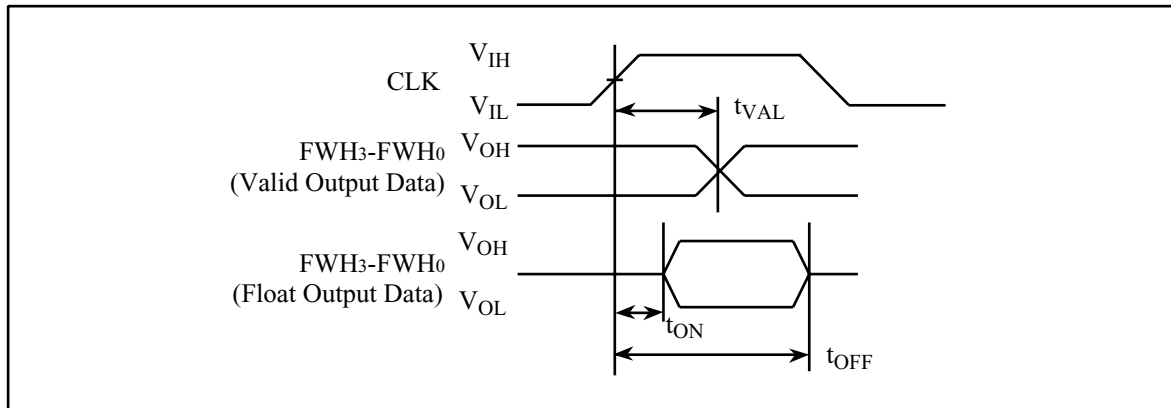 V_IH
CLK
V_IL
t_VAL
V_OH
FWH3-FWH0
(Valid Output Data)
V_OL
V_OH
FWH3-FWH0
(Float Output Data)
V_OL
t_ON
t_OFF